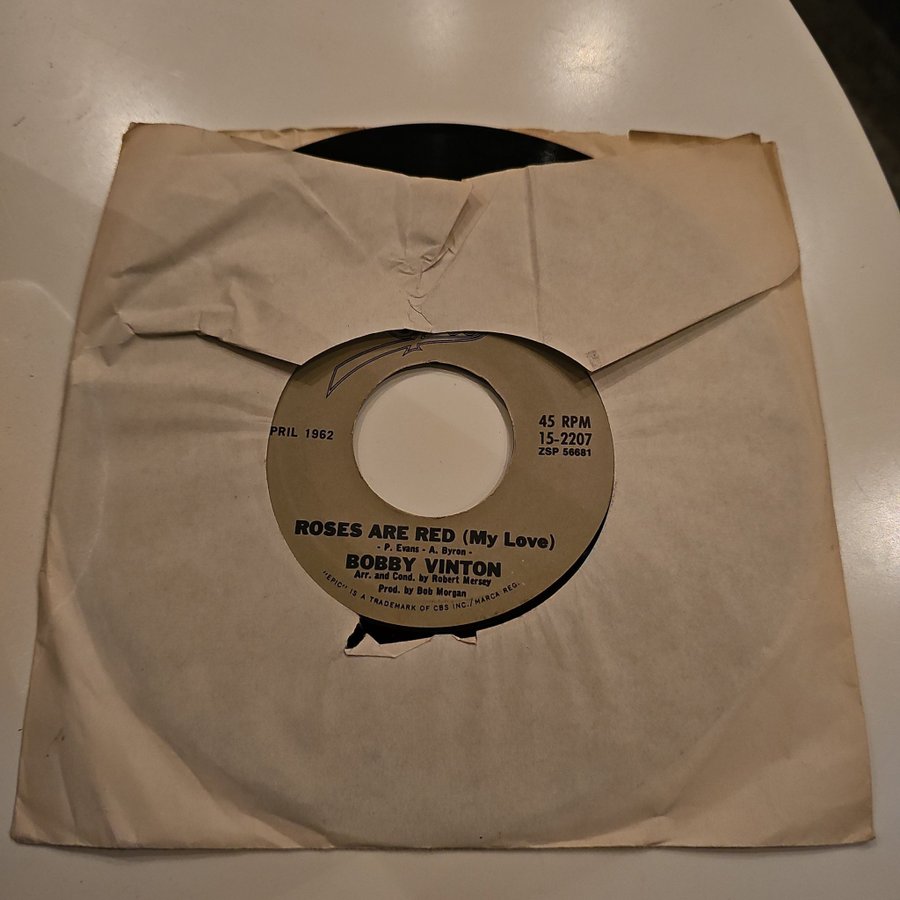 PRIL 1962
45 RPM
15-2207
ZSP 56681
ROSES ARE RED (My Love)
- P. Evans - A. Byron -
BOBBY VINTON
Arr. and Cond. by Robert Mersey
Prod. by Bob Morgan
"EPIC" IS A TRADEMARK OF CBS INC./MARCA REG.